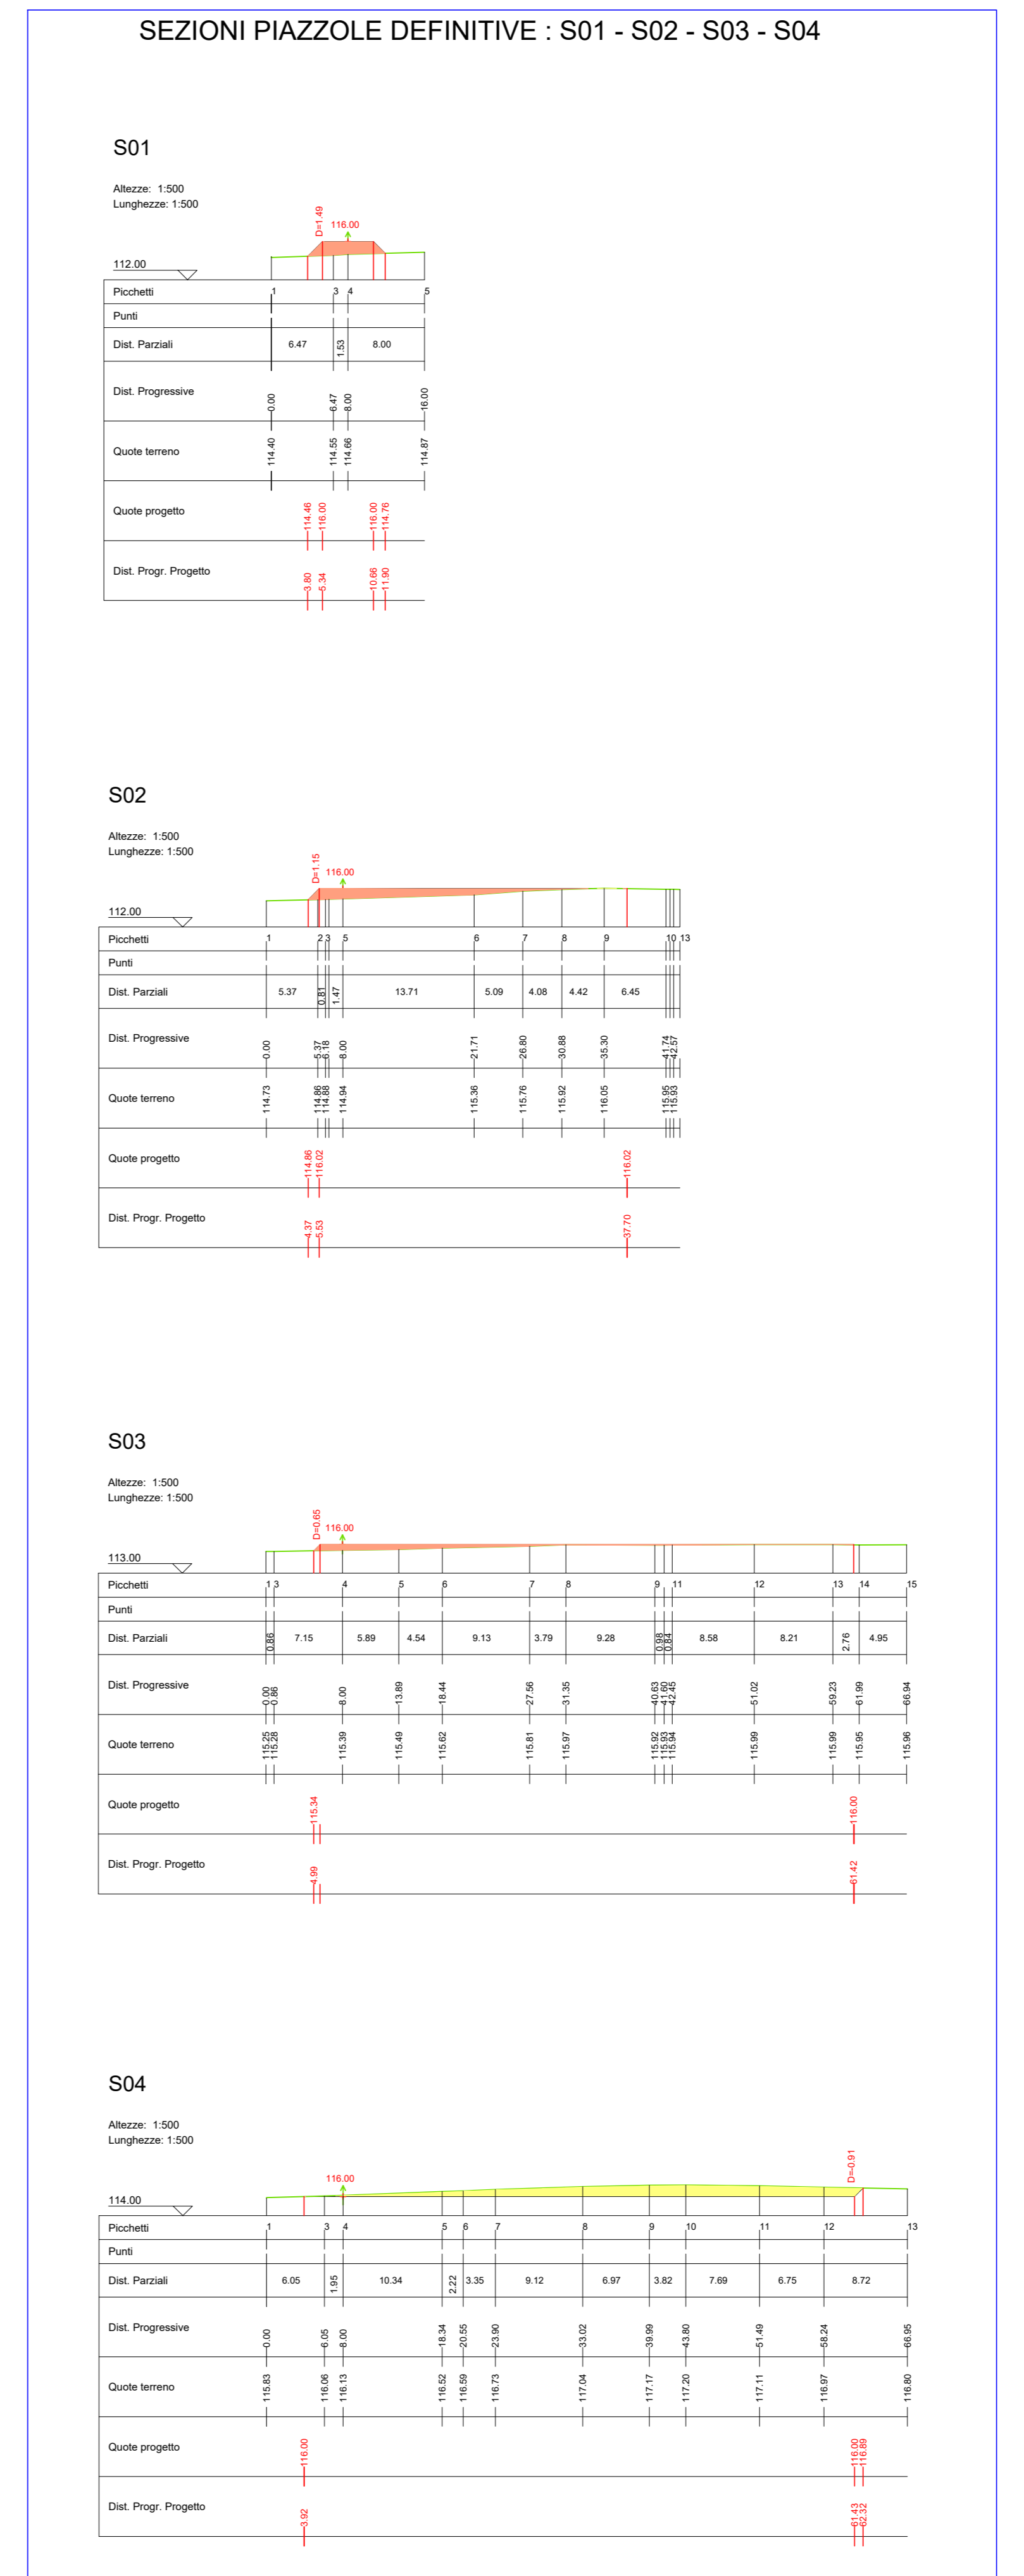 SEZIONI PIAZZOLE DEFINITIVE : S01 - S02 - S03 - S04
S01
Altezze: 1:500
Lunghezze: 1:500
D=1.49
116.00
112.00
Picchetti 1 3 4 5
Punti
Dist. Parziali 6.47 1.53 8.00
Dist. Progressive 0.00 6.47 8.00 16.00
Quote terreno 114.40 114.55 114.66 114.87
Quote progetto 114.46 116.00 116.00 114.76
Dist. Progr. Progetto 3.80 5.34 10.66 11.90
S02
Altezze: 1:500
Lunghezze: 1:500
D=1.15
116.00
112.00
Picchetti 1 2 3 5 6 7 8 9 10 13
Punti
Dist. Parziali 5.37 0.81 1.47 13.71 5.09 4.08 4.42 6.45
Dist. Progressive 0.00 5.37 6.18 8.00 21.71 26.80 30.88 35.30 41.74 42.57
Quote terreno 114.73 114.86 114.88 114.94 115.36 115.76 115.92 116.05 115.95 115.93
Quote progetto 114.86 116.02 116.02
Dist. Progr. Progetto 4.37 5.53 37.70
S03
Altezze: 1:500
Lunghezze: 1:500
D=0.65
116.00
113.00
Picchetti 1 3 4 5 6 7 8 9 11 12 13 14 15
Punti
Dist. Parziali 0.86 7.15 5.89 4.54 9.13 3.79 9.28 0.98 0.84 8.58 8.21 2.76 4.95
Dist. Progressive 0.00 0.86 8.00 13.89 18.44 27.56 31.35 40.63 41.60 42.45 51.02 59.23 61.99 66.94
Quote terreno 115.25 115.28 115.39 115.49 115.62 115.81 115.97 115.92 115.93 115.94 115.99 115.99 115.95 115.96
Quote progetto 115.34 116.00
Dist. Progr. Progetto 4.99 61.42
S04
Altezze: 1:500
Lunghezze: 1:500
D=-0.91
116.00
114.00
Picchetti 1 3 4 5 6 7 8 9 10 11 12 13
Punti
Dist. Parziali 6.05 1.95 10.34 2.22 3.35 9.12 6.97 3.82 7.69 6.75 8.72
Dist. Progressive 0.00 6.05 8.00 18.34 20.55 23.90 33.02 39.99 43.80 51.49 58.24 66.95
Quote terreno 115.83 116.06 116.13 116.52 116.59 116.73 117.04 117.17 117.20 117.11 116.97 116.80
Quote progetto 116.00 116.00 116.89
Dist. Progr. Progetto 3.92 61.43 62.32